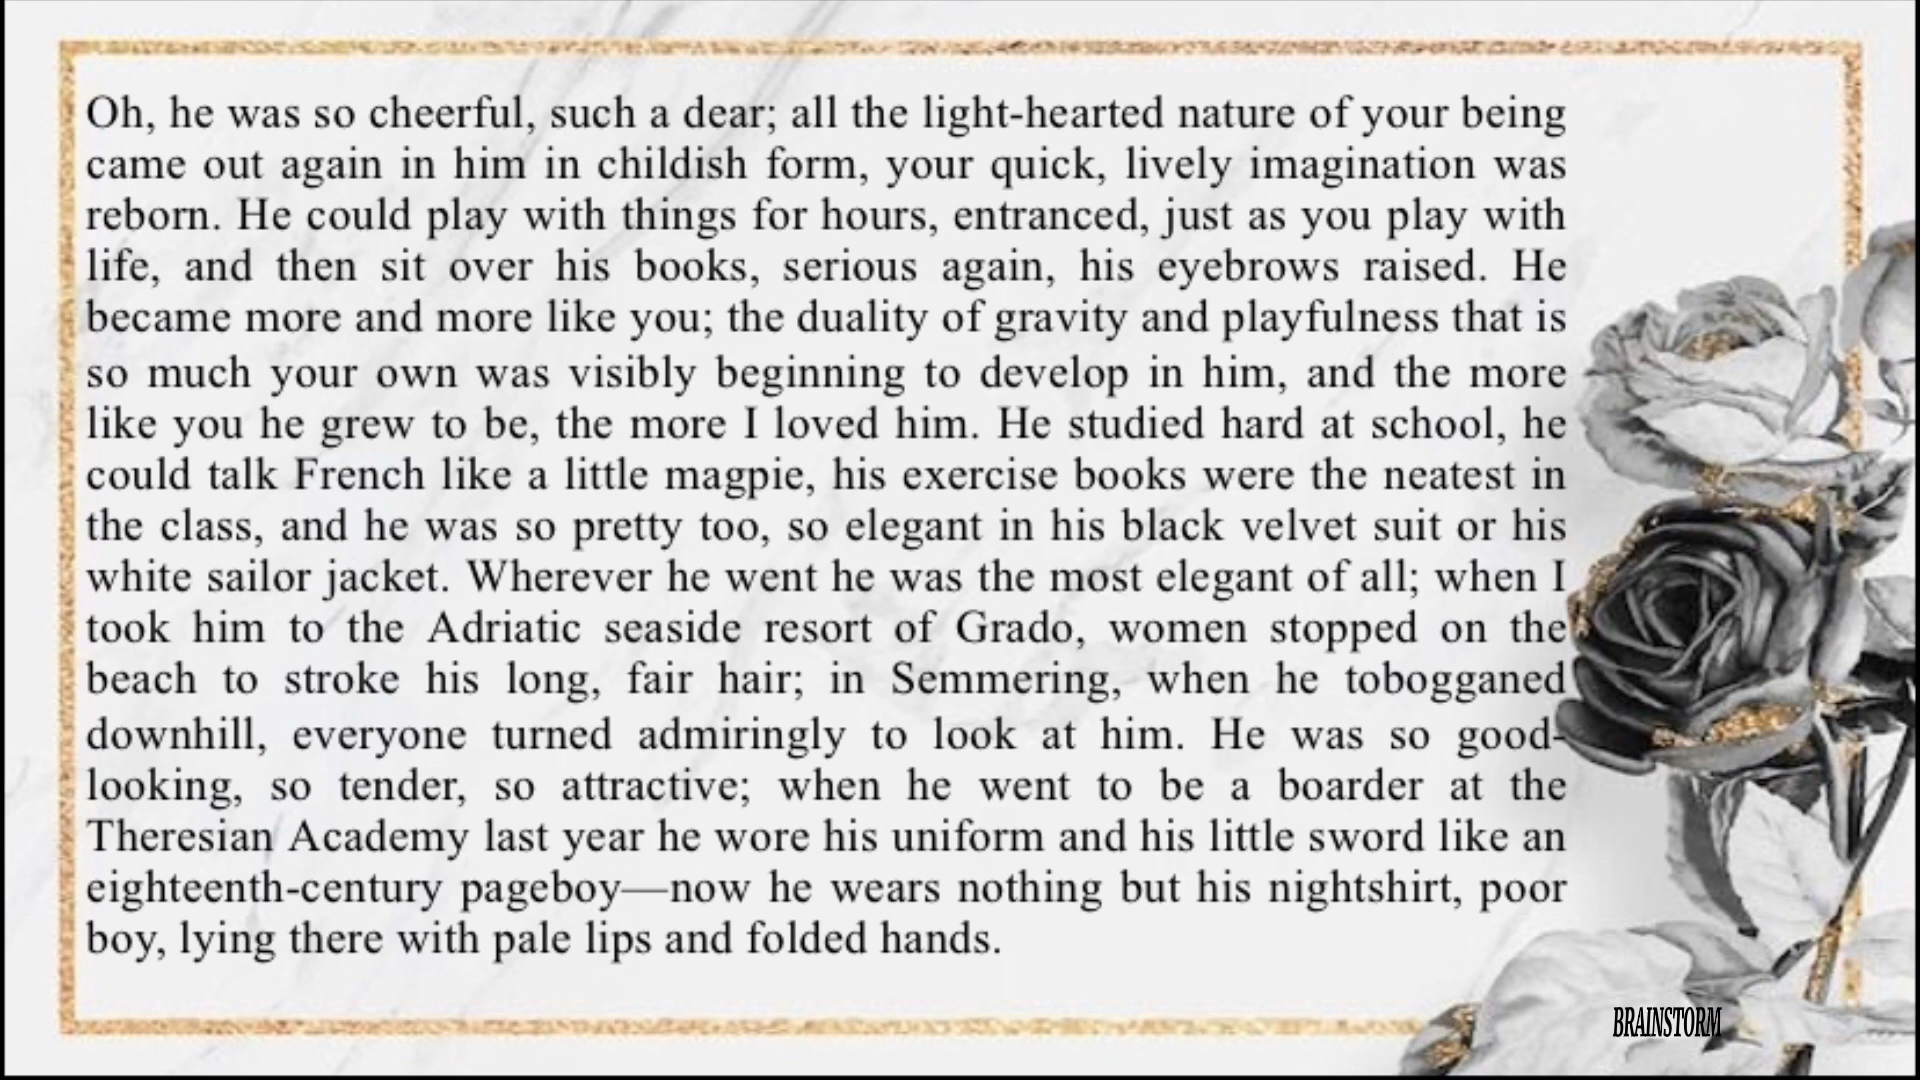 Oh, he was so cheerful, such a dear; all the light-hearted nature of your being
came out again in him in childish form, your quick, lively imagination was
reborn. He could play with things for hours, entranced, just as you play with
life, and then sit over his books, serious again, his eyebrows raised. He
became more and more like you; the duality of gravity and playfulness that is
so much your own was visibly beginning to develop in him, and the more
like you he grew to be, the more I loved him. He studied hard at school, he
could talk French like a little magpie, his exercise books were the neatest in
the class, and he was so pretty too, so elegant in his black velvet suit or his
white sailor jacket. Wherever he went he was the most elegant of all; when I
took him to the Adriatic seaside resort of Grado, women stopped on the
beach to stroke his long, fair hair; in Semmering, when he tobogganed
downhill, everyone turned admiringly to look at him. He was so good-
looking, so tender, so attractive; when he went to be a boarder at the
Theresian Academy last year he wore his uniform and his little sword like an
eighteenth-century pageboy—now he wears nothing but his nightshirt, poor
boy, lying there with pale lips and folded hands.
BRAINSTORM